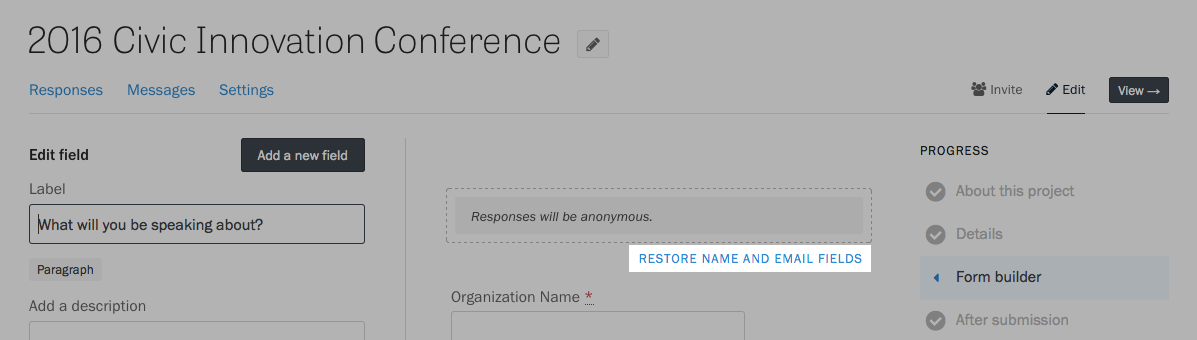 2016 Civic Innovation Conference
Responses Messages Settings
Invite Edit View →
Edit field
Add a new field
Label
What will you be speaking about?
Paragraph
Add a description
Responses will be anonymous.
RESTORE NAME AND EMAIL FIELDS
Organization Name *
PROGRESS
About this project
Details
Form builder
After submission